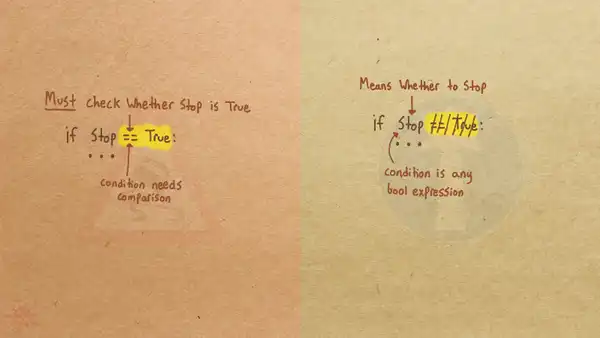 Must check Whether Stop is True
if Stop == True:
...
condition needs
comparison
Means Whether to Stop
if Stop == True:
...
condition is any
bool expression